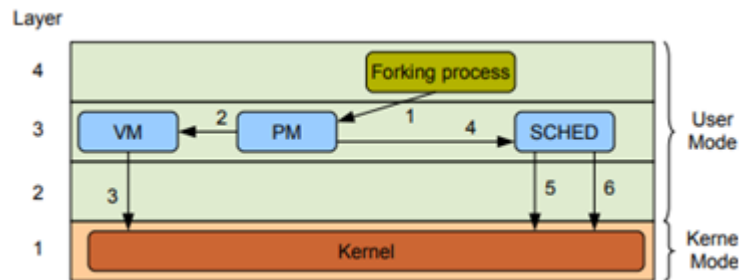 Layer
4
Forking process
1
3
VM
2
PM
4
SCHED
User
Mode
2
3
5
6
1
Kernel
Kerne
Mode